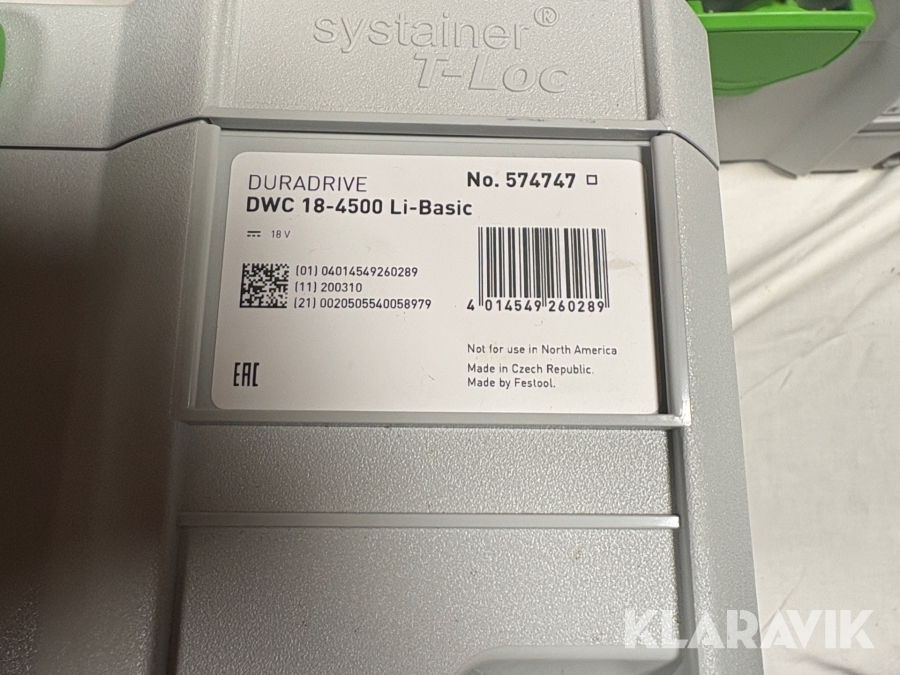 systainer®
T-Loc
DURADRIVE
No. 574747
DWC 18-4500 Li-Basic
18 V
(01) 04014549260289
(11) 200310
(21) 0020505540058979
4 014549 260289
EAC
Not for use in North America
Made in Czech Republic.
Made by Festool.
KLARAVIK